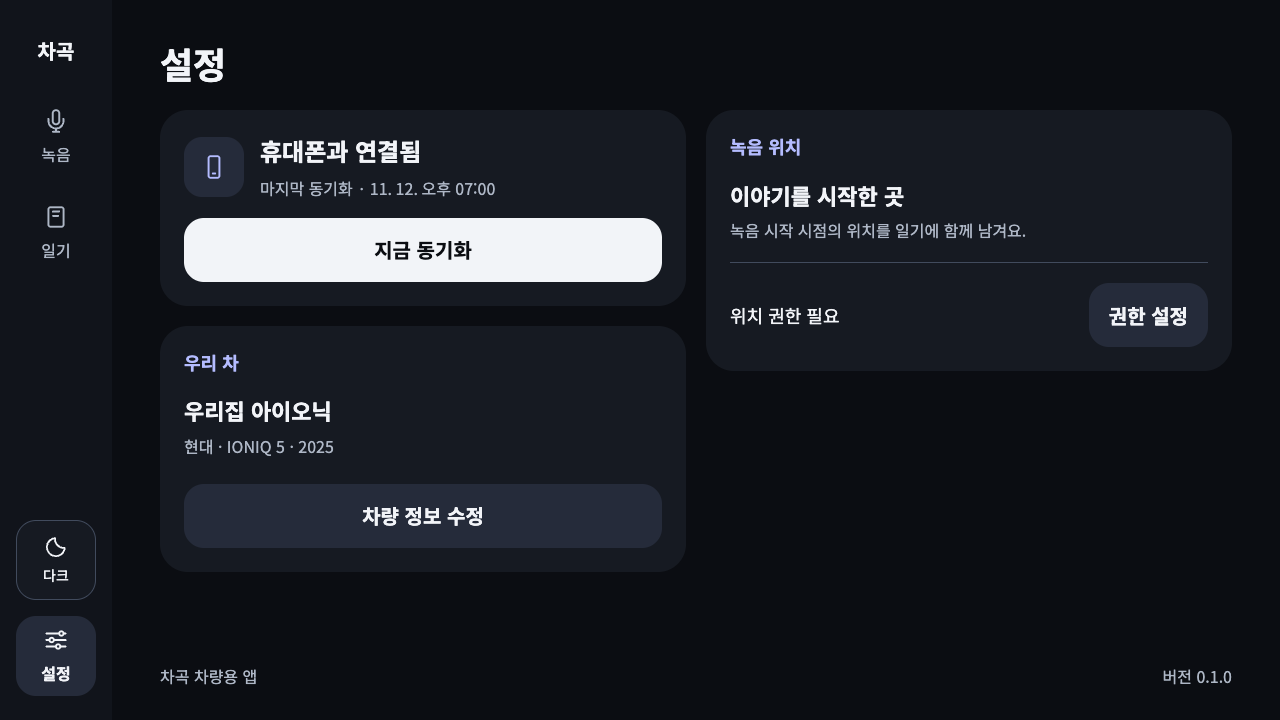 차곡
녹음
일기
다크
설정
설정
휴대폰과 연결됨
마지막 동기화 · 11. 12. 오후 07:00
지금 동기화
우리 차
우리집 아이오닉
현대 · IONIQ 5 · 2025
차량 정보 수정
녹음 위치
이야기를 시작한 곳
녹음 시작 시점의 위치를 일기에 함께 남겨요.
위치 권한 필요
권한 설정
차곡 차량용 앱
버전 0.1.0